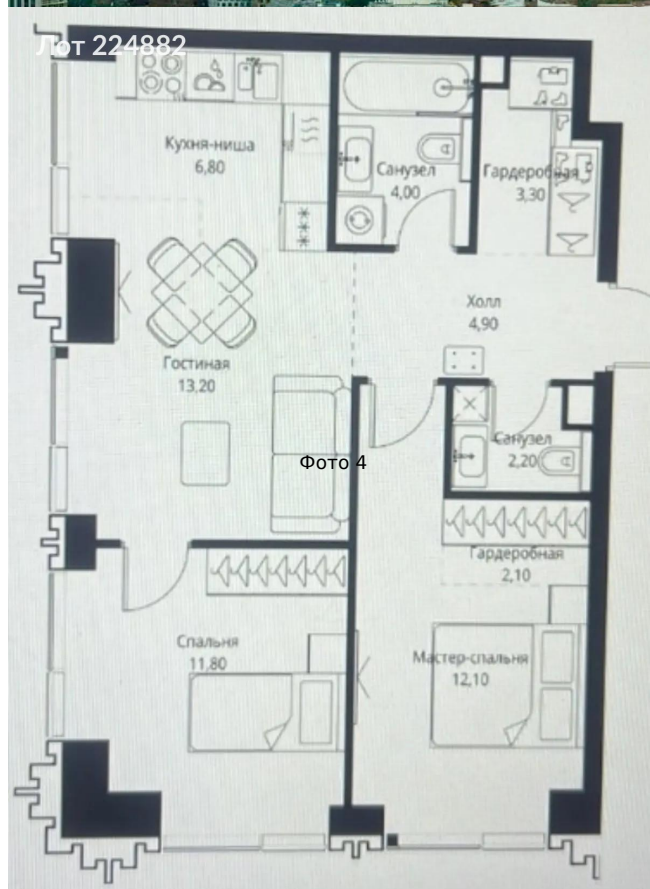 Лот 224882
Кухня-ниша
6,80
Санузел
4,00
Гардеробная
3,30
Холл
4,90
Гостиная
13,20
Фото 4
Санузел
2,20
Гардеробная
2,10
Спальня
11,80
Мастер-спальня
12,10